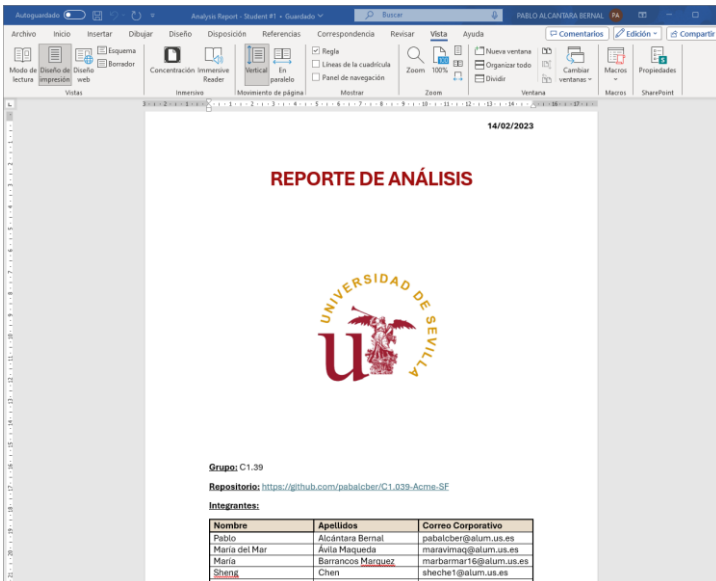 Autoguardado Analysis Report - Student #1 • Guardado Buscar PABLO ALCANTARA BERNAL PA
Archivo Inicio Insertar Dibujar Diseño Disposición Referencias Correspondencia Revisar Vista Ayuda Comentarios Edición Compartir
Modo de lectura
Diseño de impresión
Diseño web
Esquema
Borrador
Vistas
Concentración
Immersive Reader
Inmersivo
Vertical
En paralelo
Movimiento de página
Regla
Líneas de la cuadrícula
Panel de navegación
Mostrar
Zoom
100%
Zoom
Nueva ventana
Organizar todo
Dividir
Cambiar ventanas
Ventana
Macros
Macros
Propiedades
SharePoint
14/02/2023
REPORTE DE ANÁLISIS
UNIVERSIDAD DE SEVILLA
Grupo: C1.39
Repositorio: https://github.com/pabalcber/C1.039-Acme-SF
Integrantes:
Nombre Apellidos Correo Corporativo
Pablo Alcántara Bernal pabalcber@alum.us.es
María del Mar Ávila Maqueda maravimaq@alum.us.es
María Barrancos Marquez marbarmar16@alum.us.es
Sheng Chen sheche1@alum.us.es